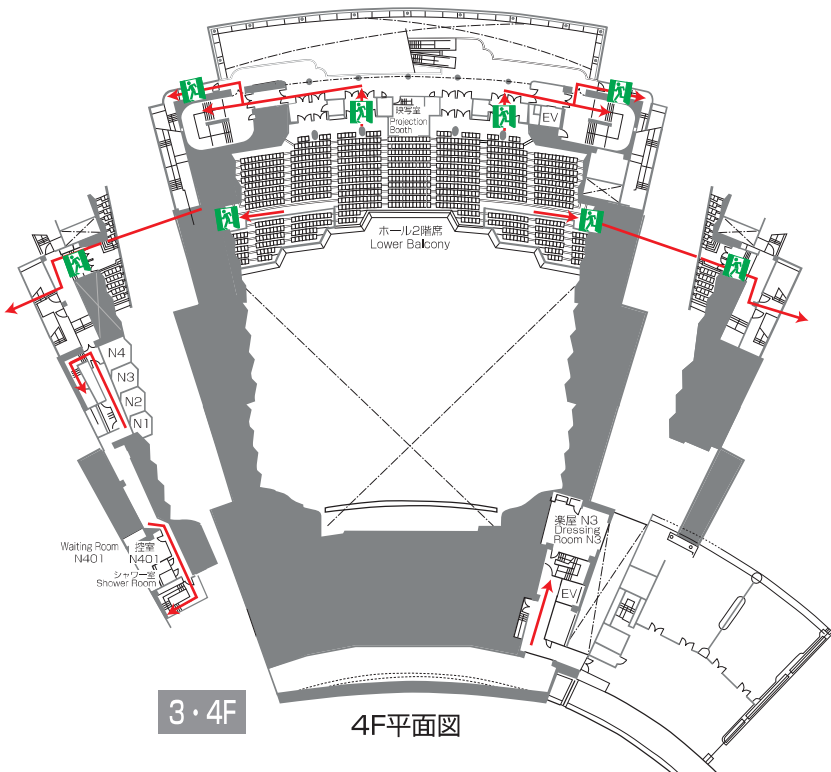 映写室
Projection
Booth
EV
ホール2階席
Lower Balcony
N4
N3
N2
N1
楽屋 N3
Dressing
Room N3
EV
Waiting Room
N401
控室
N401
シャワー室
Shower Room
3・4F
4F平面図